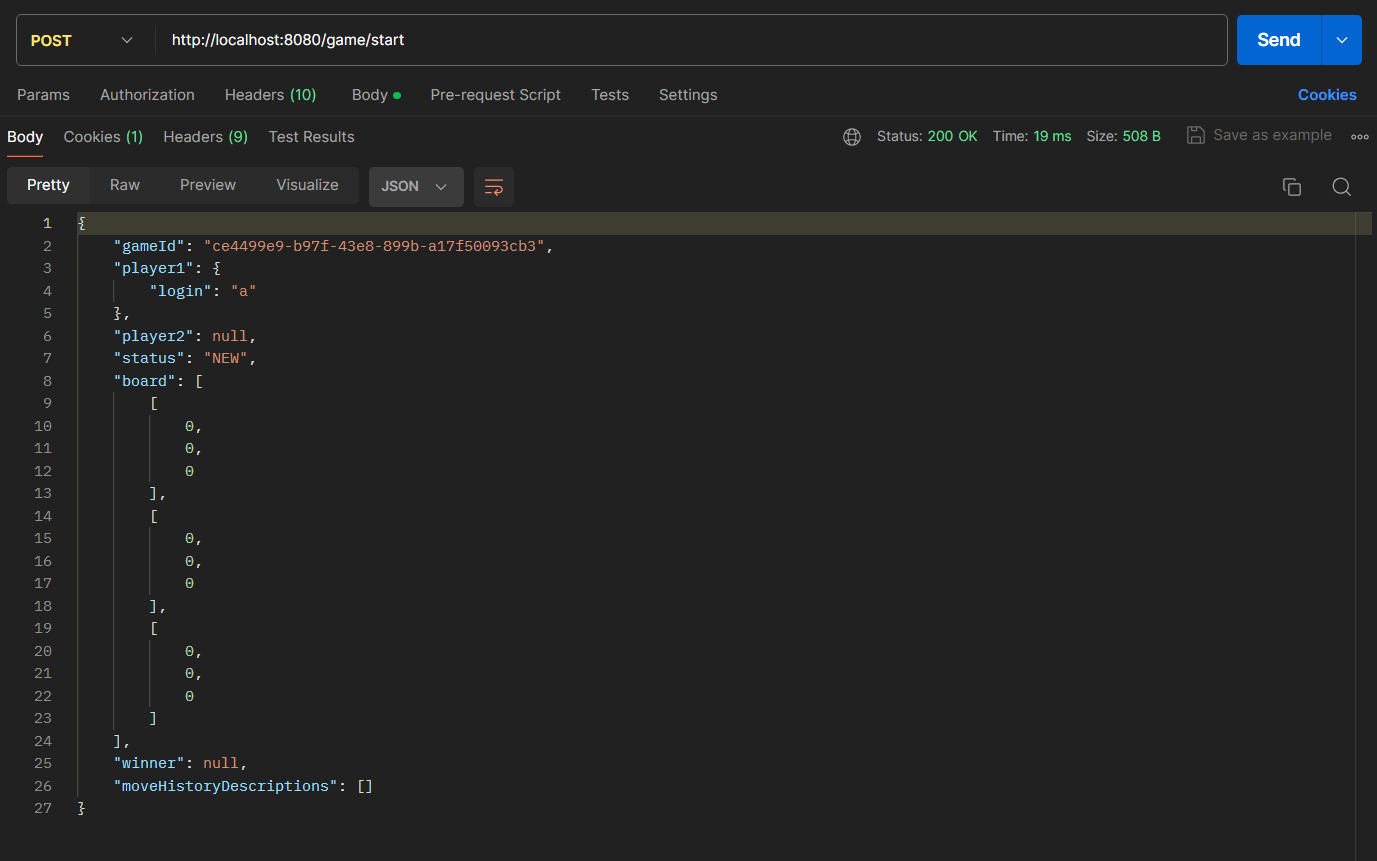 POST http://localhost:8080/game/start Send
Params Authorization Headers (10) Body Pre-request Script Tests Settings Cookies
Body Cookies (1) Headers (9) Test Results Status: 200 OK Time: 19 ms Size: 508 B Save as example
Pretty Raw Preview Visualize JSON
1 {
2 "gameId": "ce4499e9-b97f-43e8-899b-a17f50093cb3",
3 "player1": {
4 "login": "a"
5 },
6 "player2": null,
7 "status": "NEW",
8 "board": [
9 [
10 0,
11 0,
12 0
13 ],
14 [
15 0,
16 0,
17 0
18 ],
19 [
20 0,
21 0,
22 0
23 ]
24 ],
25 "winner": null,
26 "moveHistoryDescriptions": []
27 }